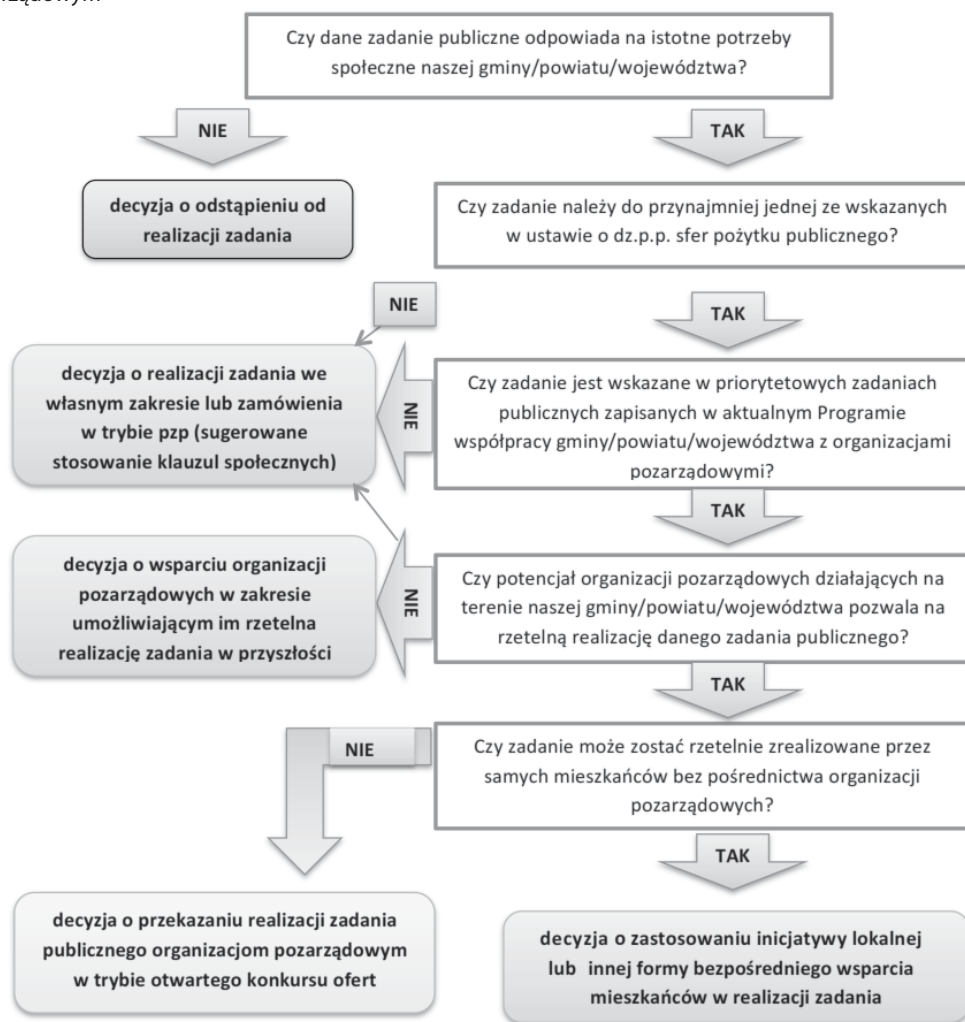 Czy dane zadanie publiczne odpowiada na istotne potrzeby
społeczne naszej gminy/powiatu/województwa?
NIE
TAK
decyzja o odstąpieniu od
realizacji zadania
Czy zadanie należy do przynajmniej jednej ze wskazanych
w ustawie o dz.p.p. sfer pożytku publicznego?
NIE
TAK
decyzja o realizacji zadania we
własnym zakresie lub zamówienia
w trybie pzp (sugerowane
stosowanie klauzul społecznych)
NIE
Czy zadanie jest wskazane w priorytetowych zadaniach
publicznych zapisanych w aktualnym Programie
współpracy gminy/powiatu/województwa z organizacjami
pozarządowymi?
TAK
decyzja o wsparciu organizacji
pozarządowych w zakresie
umożliwiającym im rzetelna
realizację zadania w przyszłości
NIE
Czy potencjał organizacji pozarządowych działających na
terenie naszej gminy/powiatu/województwa pozwala na
rzetelną realizację danego zadania publicznego?
TAK
NIE
Czy zadanie może zostać rzetelnie zrealizowane przez
samych mieszkańców bez pośrednictwa organizacji
pozarządowych?
TAK
decyzja o przekazaniu realizacji zadania
publicznego organizacjom pozarządowym
w trybie otwartego konkursu ofert
decyzja o zastosowaniu inicjatywy lokalnej
lub innej formy bezpośredniego wsparcia
mieszkańców w realizacji zadania